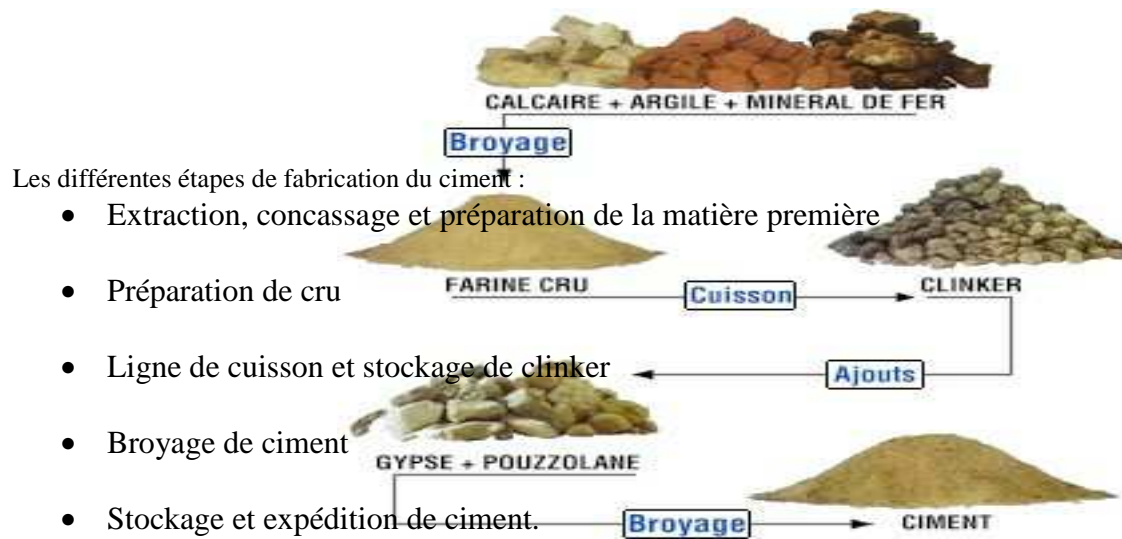 CALCAIRE + ARGILE + MINERAL DE FER
Broyage
Les différentes étapes de fabrication du ciment :
• Extraction, concassage et préparation de la matière première
• Préparation de cru
FARINE CRU
Cuisson
CLINKER
• Ligne de cuisson et stockage de clinker
Ajouts
• Broyage de ciment
GYPSE + POUZZOLANE
• Stockage et expédition de ciment.
Broyage
CIMENT